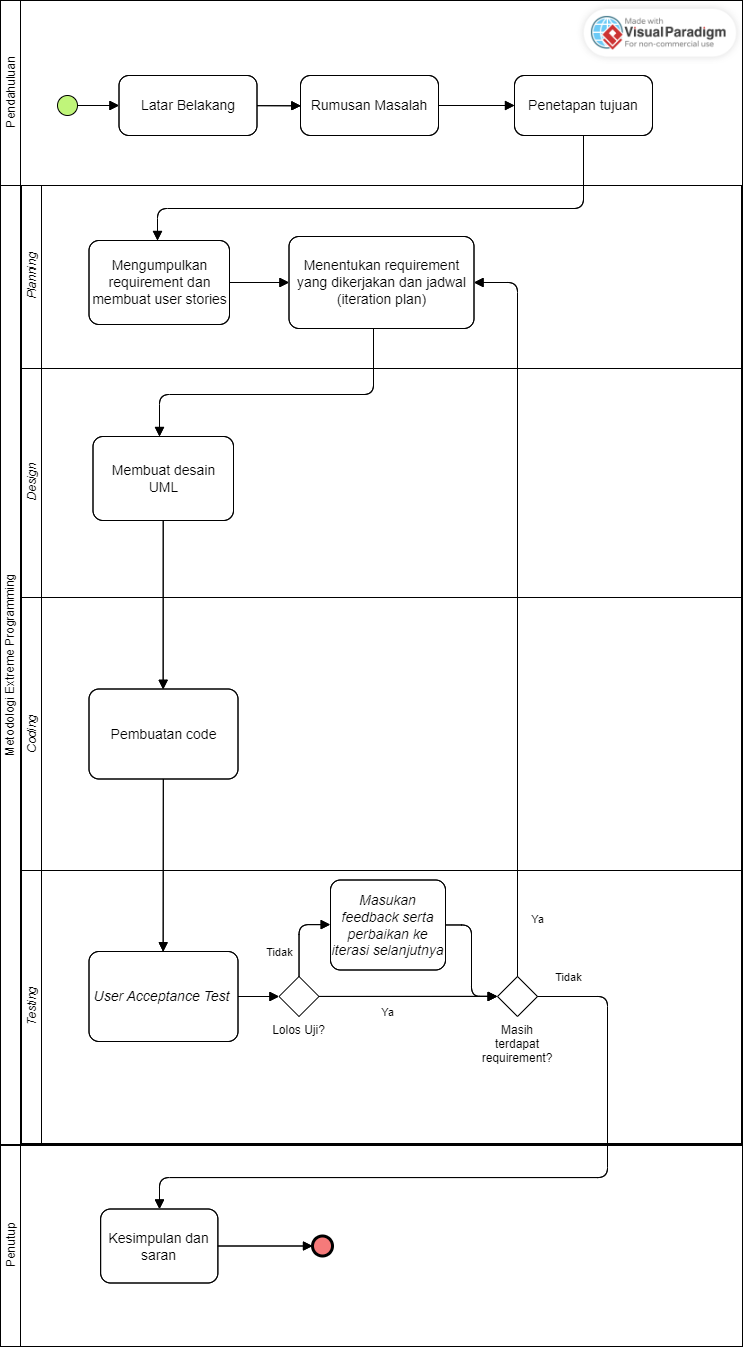 Made with
VisualParadigm
For non-commercial use
Pendahuluan
Latar Belakang
Rumusan Masalah
Penetapan tujuan
Metodologi Extreme Programming
Planning
Mengumpulkan
requirement dan
membuat user stories
Menentukan requirement
yang dikerjakan dan jadwal
(iteration plan)
Design
Membuat desain
UML
Coding
Pembuatan code
Testing
User Acceptance Test
Tidak
Lolos Uji?
Masukan
feedback serta
perbaikan ke
iterasi selanjutnya
Ya
Ya
Tidak
Masih
terdapat
requirement?
Penutup
Kesimpulan dan
saran